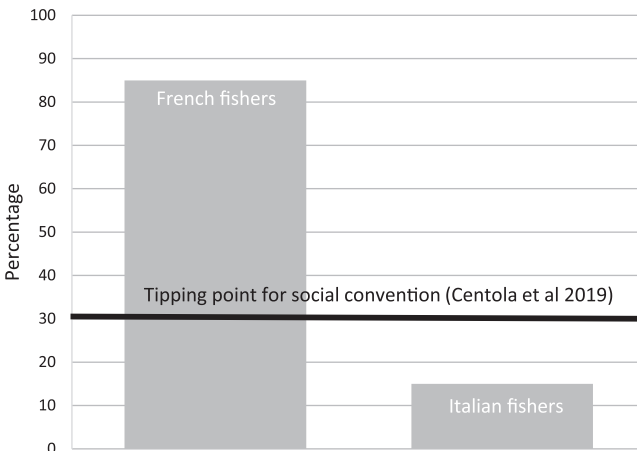 100
90
80
70
60
50
40
30
20
10
0
Percentage
French fishers
Tipping point for social convention (Centola et al 2019)
Italian fishers